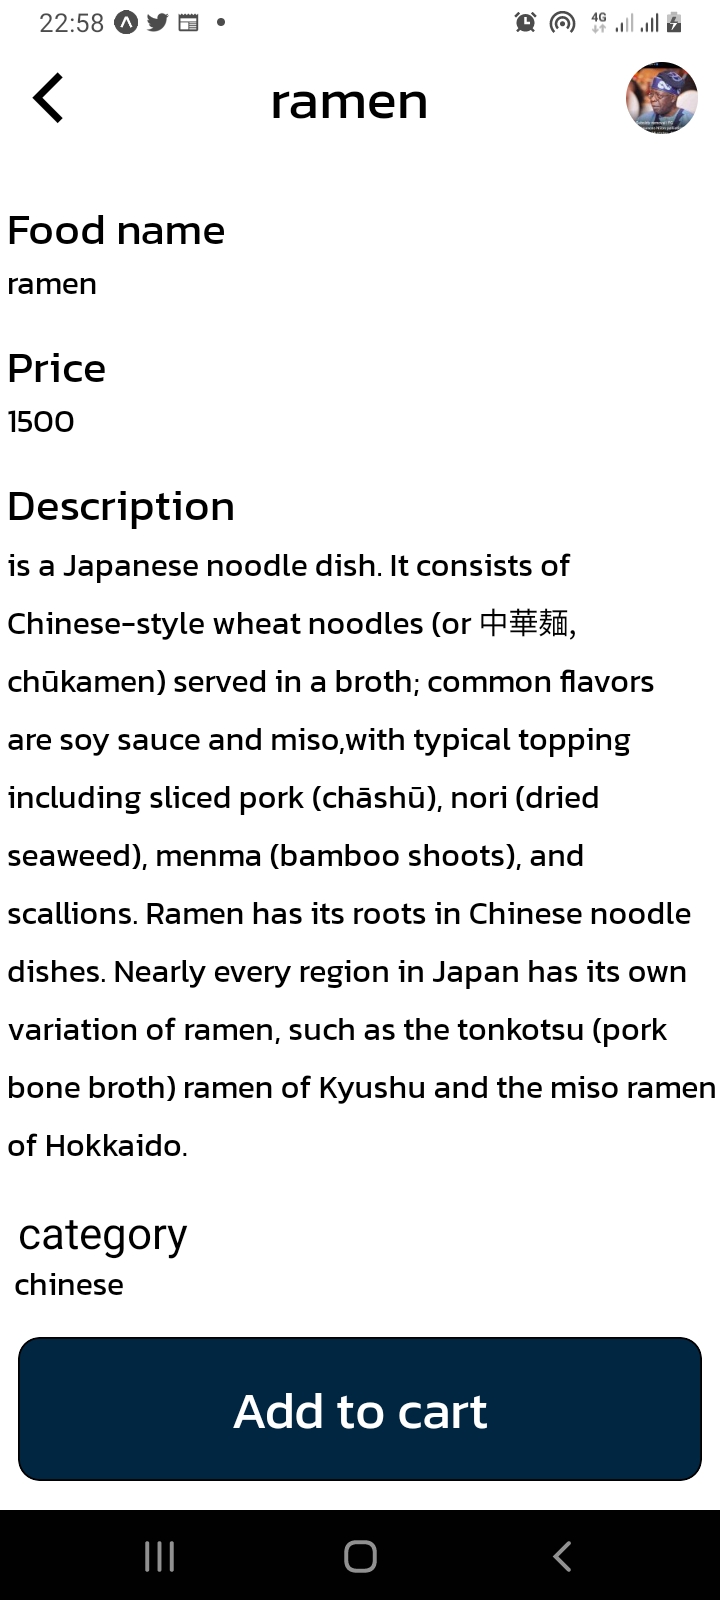 22:58
4G
ramen
Food name
ramen
Price
1500
Description
is a Japanese noodle dish. It consists of
Chinese-style wheat noodles (or 中華麺,
chūkamen) served in a broth; common flavors
are soy sauce and miso,with typical topping
including sliced pork (chāshū), nori (dried
seaweed), menma (bamboo shoots), and
scallions. Ramen has its roots in Chinese noodle
dishes. Nearly every region in Japan has its own
variation of ramen, such as the tonkotsu (pork
bone broth) ramen of Kyushu and the miso ramen
of Hokkaido.
category
chinese
Add to cart